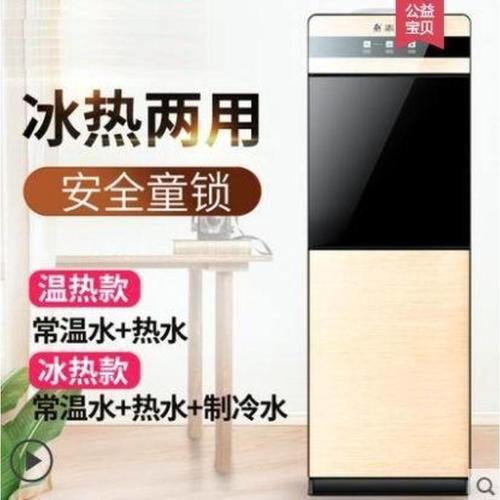 公益
宝贝
冰热两用
安全童锁
温热款
常温水+热水
冰热款
常温水+热水+制冷水